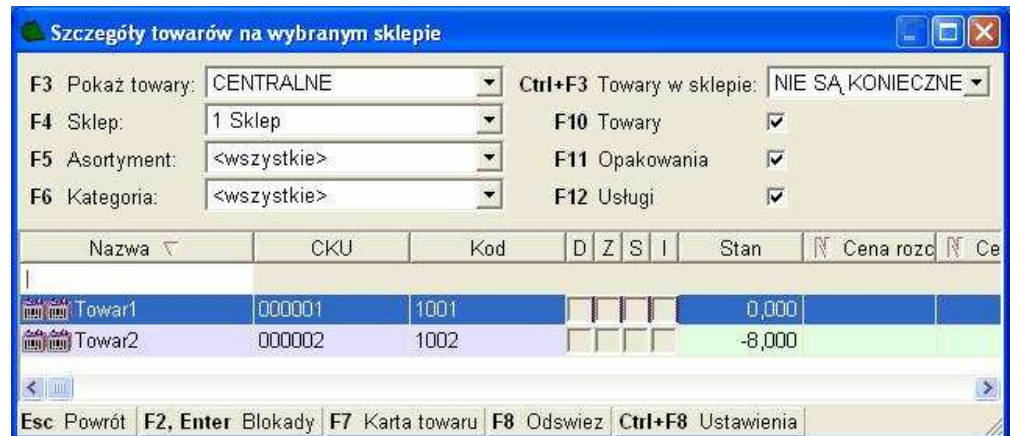 Szczegóły towarów na wybranym sklepie
F3 Pokaż towary: CENTRALNE Ctrl+F3 Towary w sklepie: NIE SĄ KONIECZNE
F4 Sklep: 1 Sklep F10 Towary
F5 Asortyment: <wszystkie> F11 Opakowania
F6 Kategoria: <wszystkie> F12 Usługi
Nazwa CKU Kod D Z S I Stan N Cena rozc N Ce
Towar1 000001 1001 0,000
Towar2 000002 1002 -8,000
Esc Powrót F2, Enter Blokady F7 Karta towaru F8 Odswiez Ctrl+F8 Ustawienia